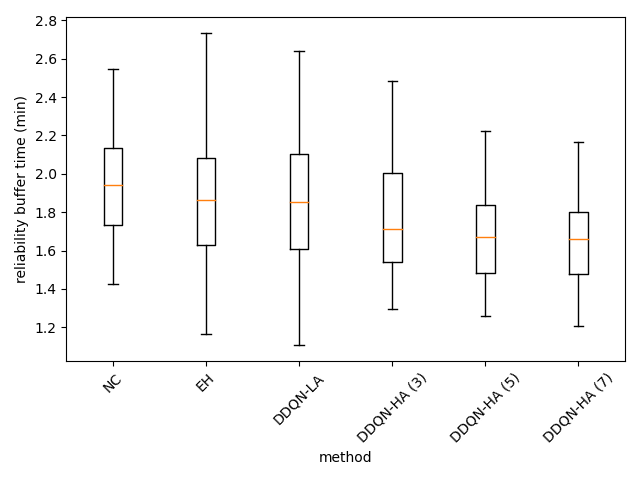 2.8
2.6
2.4
2.2
2.0
1.8
1.6
1.4
1.2
reliability buffer time (min)
NC
EH
DDQN-LA
DDQN-HA (3)
DDQN-HA (5)
DDQN-HA (7)
method